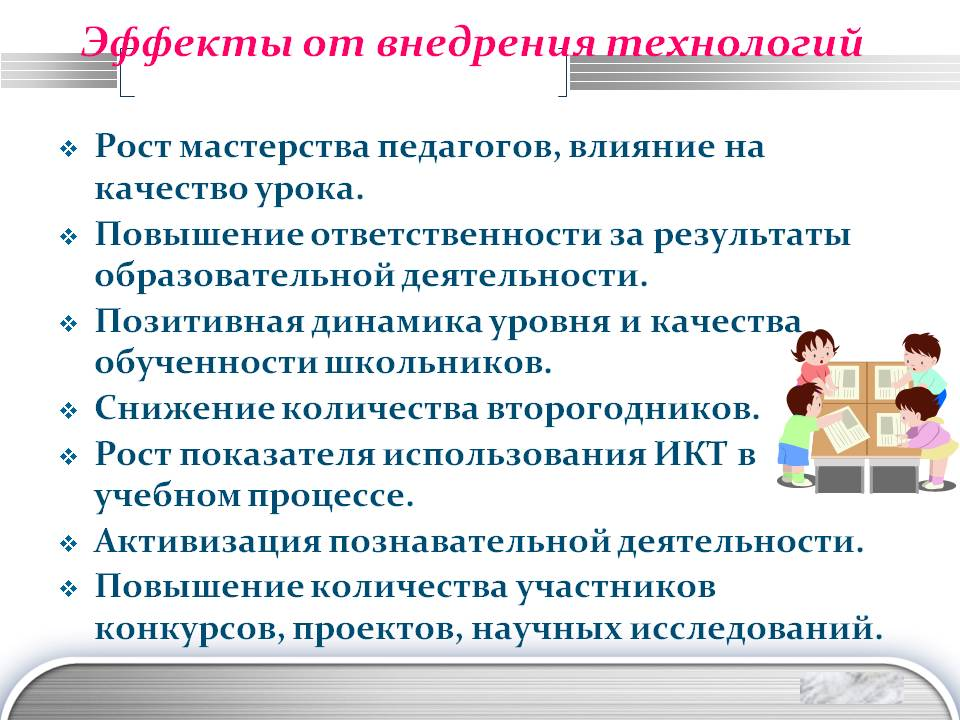 Эффекты от внедрения технологий
❖ Рост мастерства педагогов, влияние на
качество урока.
❖ Повышение ответственности за результаты
образовательной деятельности.
❖ Позитивная динамика уровня и качества
обученности школьников.
❖ Снижение количества второгодников.
❖ Рост показателя использования ИКТ в
учебном процессе.
❖ Активизация познавательной деятельности.
❖ Повышение количества участников
конкурсов, проектов, научных исследований.